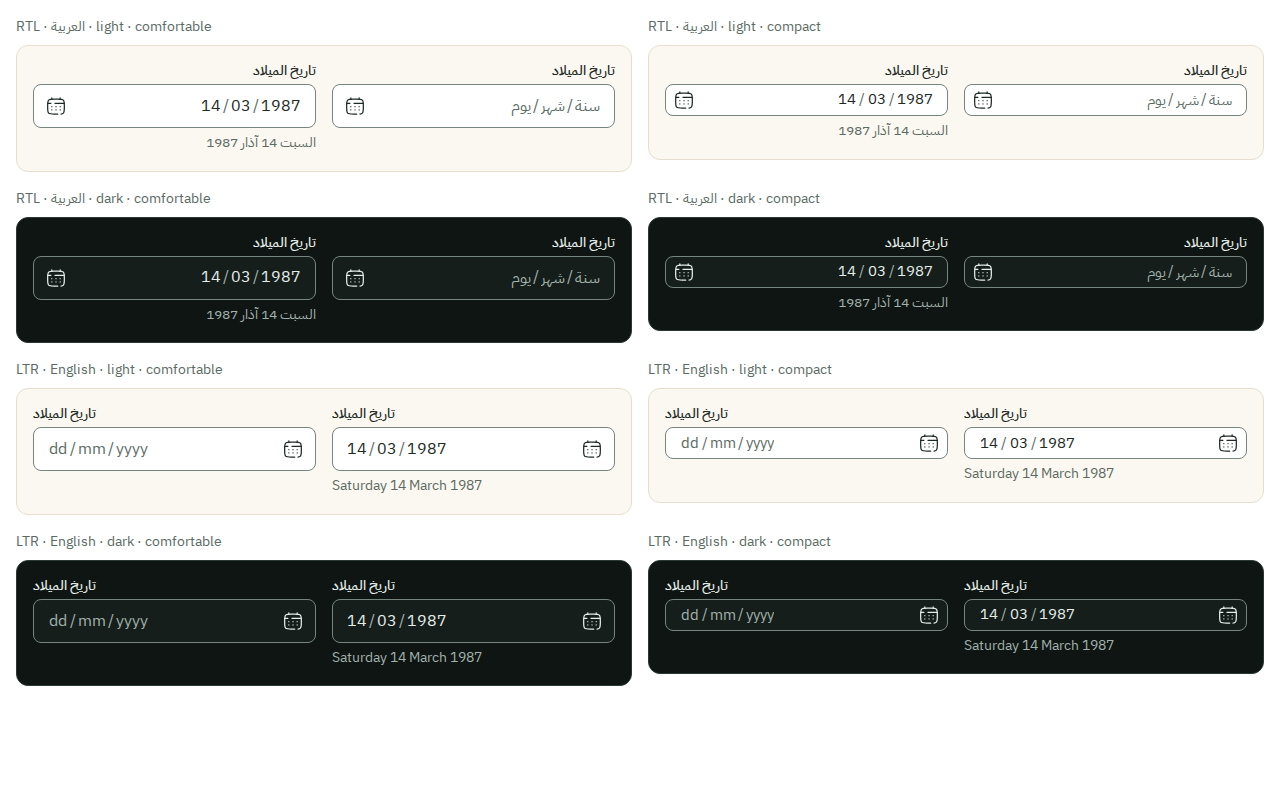 RTL · العربية · light · comfortable
تاريخ الميلاد
سنة/شهر/يوم
تاريخ الميلاد
14/03/1987
السبت 14 آذار 1987
RTL · العربية · light · compact
تاريخ الميلاد
سنة/شهر/يوم
تاريخ الميلاد
14/03/1987
السبت 14 آذار 1987
RTL · العربية · dark · comfortable
تاريخ الميلاد
سنة/شهر/يوم
تاريخ الميلاد
14/03/1987
السبت 14 آذار 1987
RTL · العربية · dark · compact
تاريخ الميلاد
سنة/شهر/يوم
تاريخ الميلاد
14/03/1987
السبت 14 آذار 1987
LTR · English · light · comfortable
تاريخ الميلاد
dd/mm/yyyy
تاريخ الميلاد
14/03/1987
Saturday 14 March 1987
LTR · English · light · compact
تاريخ الميلاد
dd/mm/yyyy
تاريخ الميلاد
14/03/1987
Saturday 14 March 1987
LTR · English · dark · comfortable
تاريخ الميلاد
dd/mm/yyyy
تاريخ الميلاد
14/03/1987
Saturday 14 March 1987
LTR · English · dark · compact
تاريخ الميلاد
dd/mm/yyyy
تاريخ الميلاد
14/03/1987
Saturday 14 March 1987